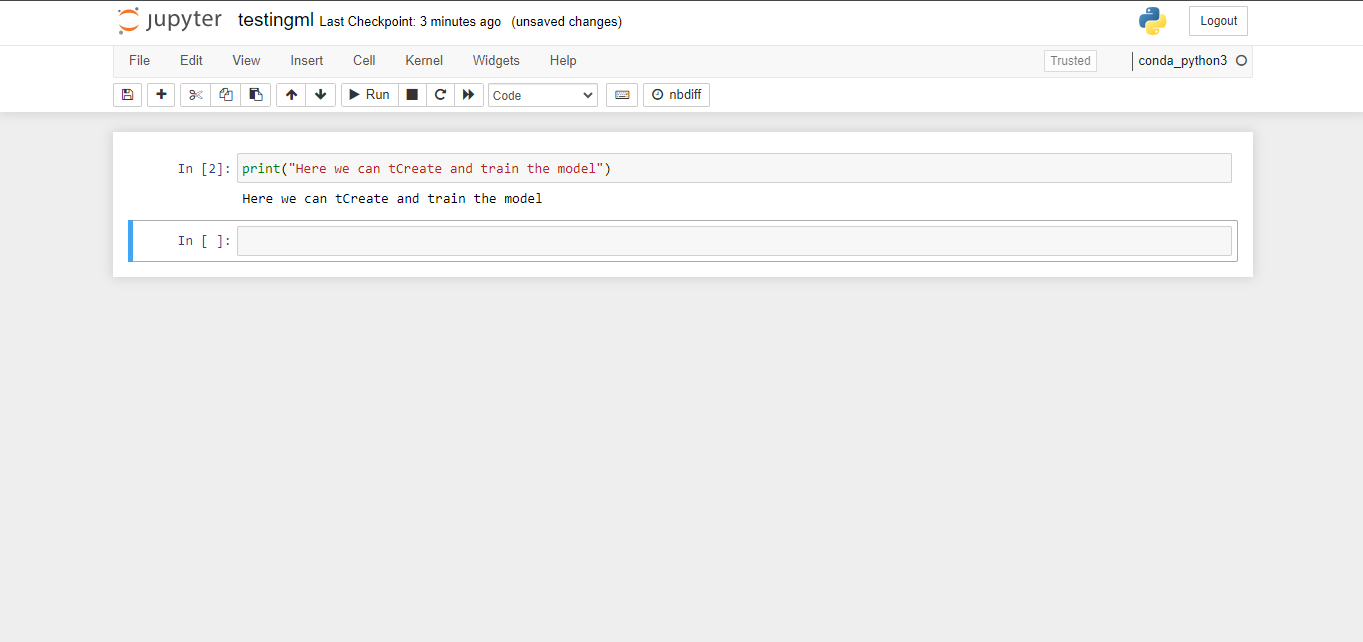 jupyter testingml Last Checkpoint: 3 minutes ago (unsaved changes) Logout
File Edit View Insert Cell Kernel Widgets Help Trusted conda_python3
Run Code nbdiff
In [2]: print("Here we can tCreate and train the model")
Here we can tCreate and train the model
In [ ]: